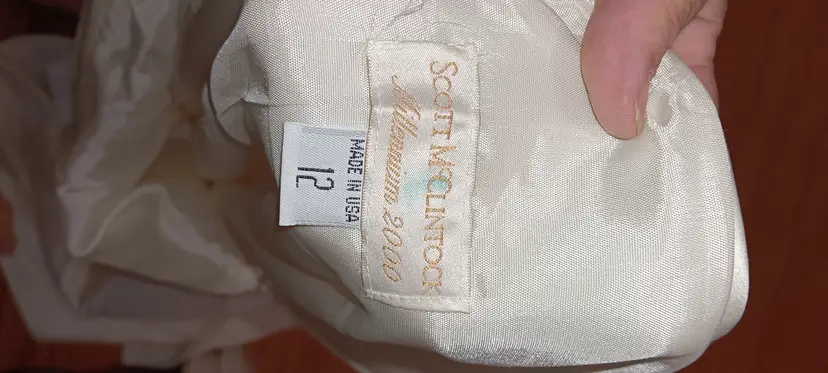 SCOTT McCLINTOCK
Millennium 2000
MADE IN USA
12